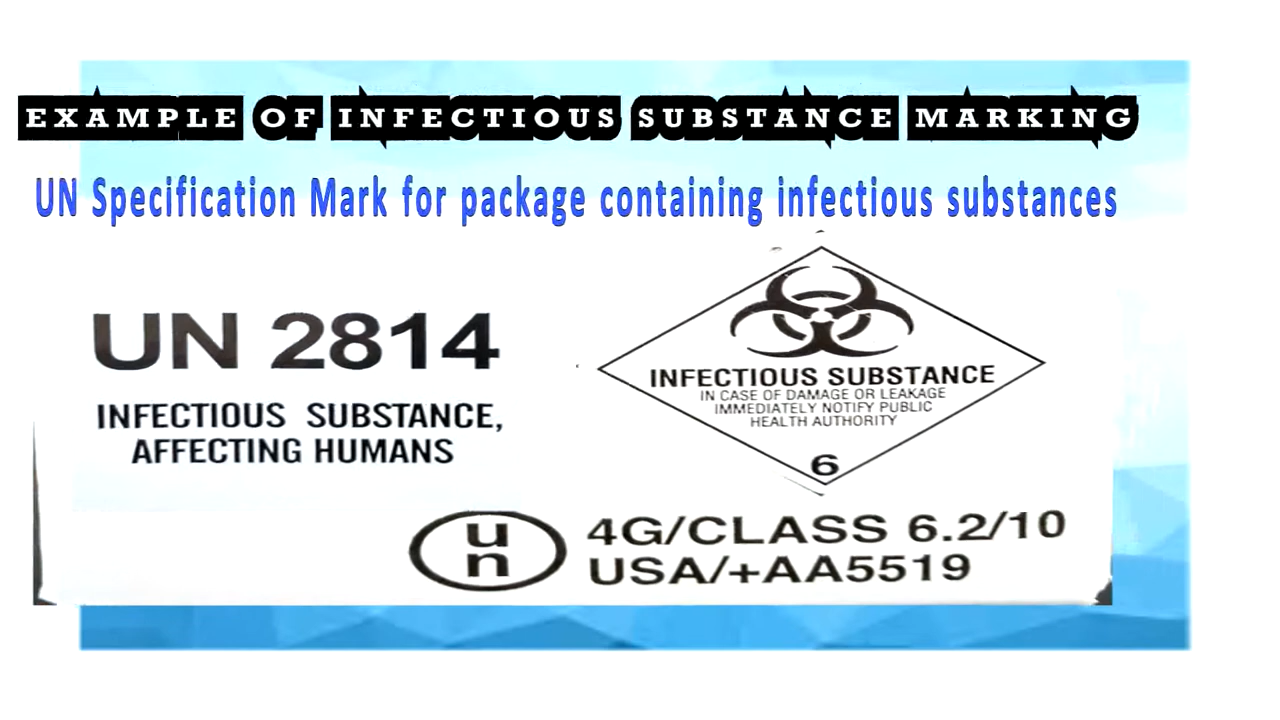 EXAMPLE OF INFECTIOUS SUBSTANCE MARKING
UN Specification Mark for package containing infectious substances
UN 2814
INFECTIOUS SUBSTANCE,
AFFECTING HUMANS
INFECTIOUS SUBSTANCE
IN CASE OF DAMAGE OR LEAKAGE
IMMEDIATELY NOTIFY PUBLIC
HEALTH AUTHORITY
6
u
n
4G/CLASS 6.2/10
USA/+AA5519